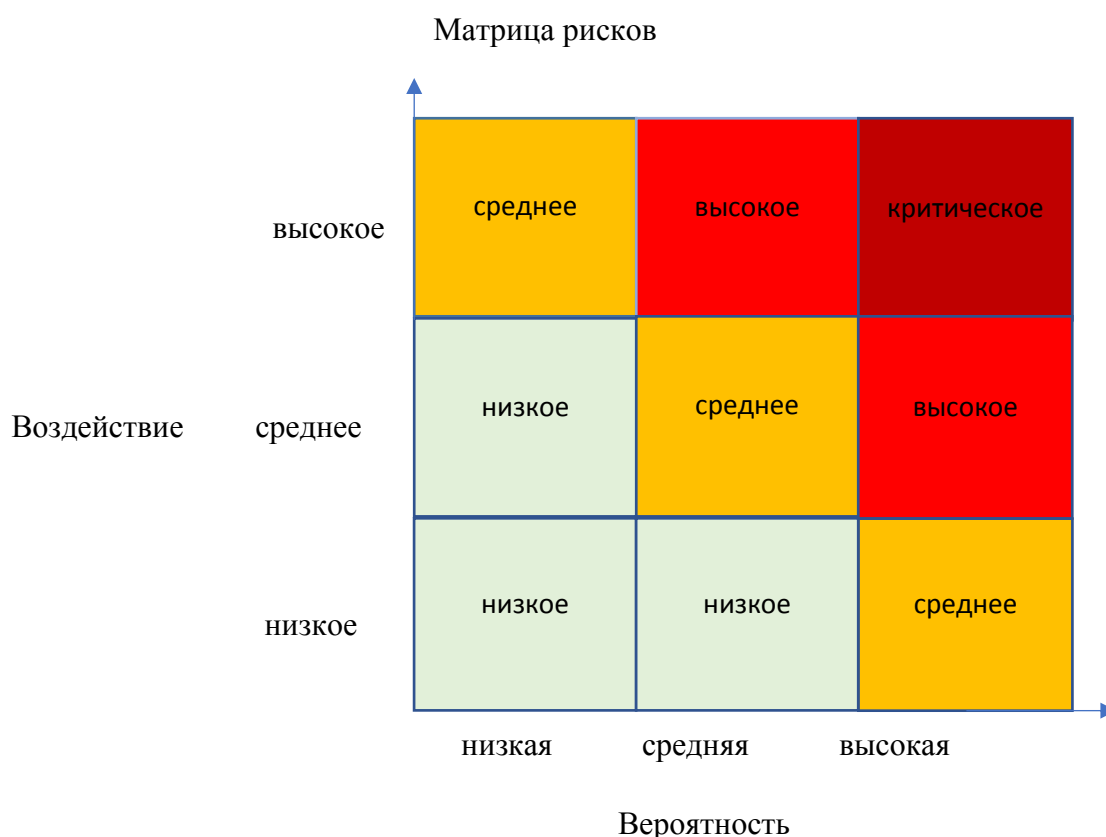 Матрица рисков
среднее
высокое
критическое
высокое
низкое
среднее
высокое
Воздействие
среднее
низкое
низкое
среднее
низкое
низкая
средняя
высокая
Вероятность